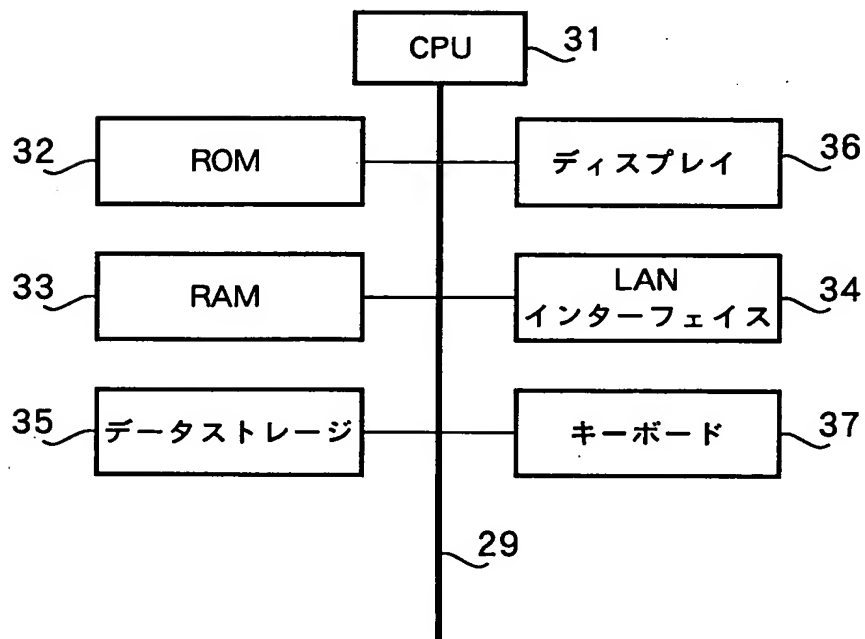 CPU
31
32
ROM
ディスプレイ
36
33
RAM
LAN
インターフェイス
34
35
データストレージ
キーボード
37
29